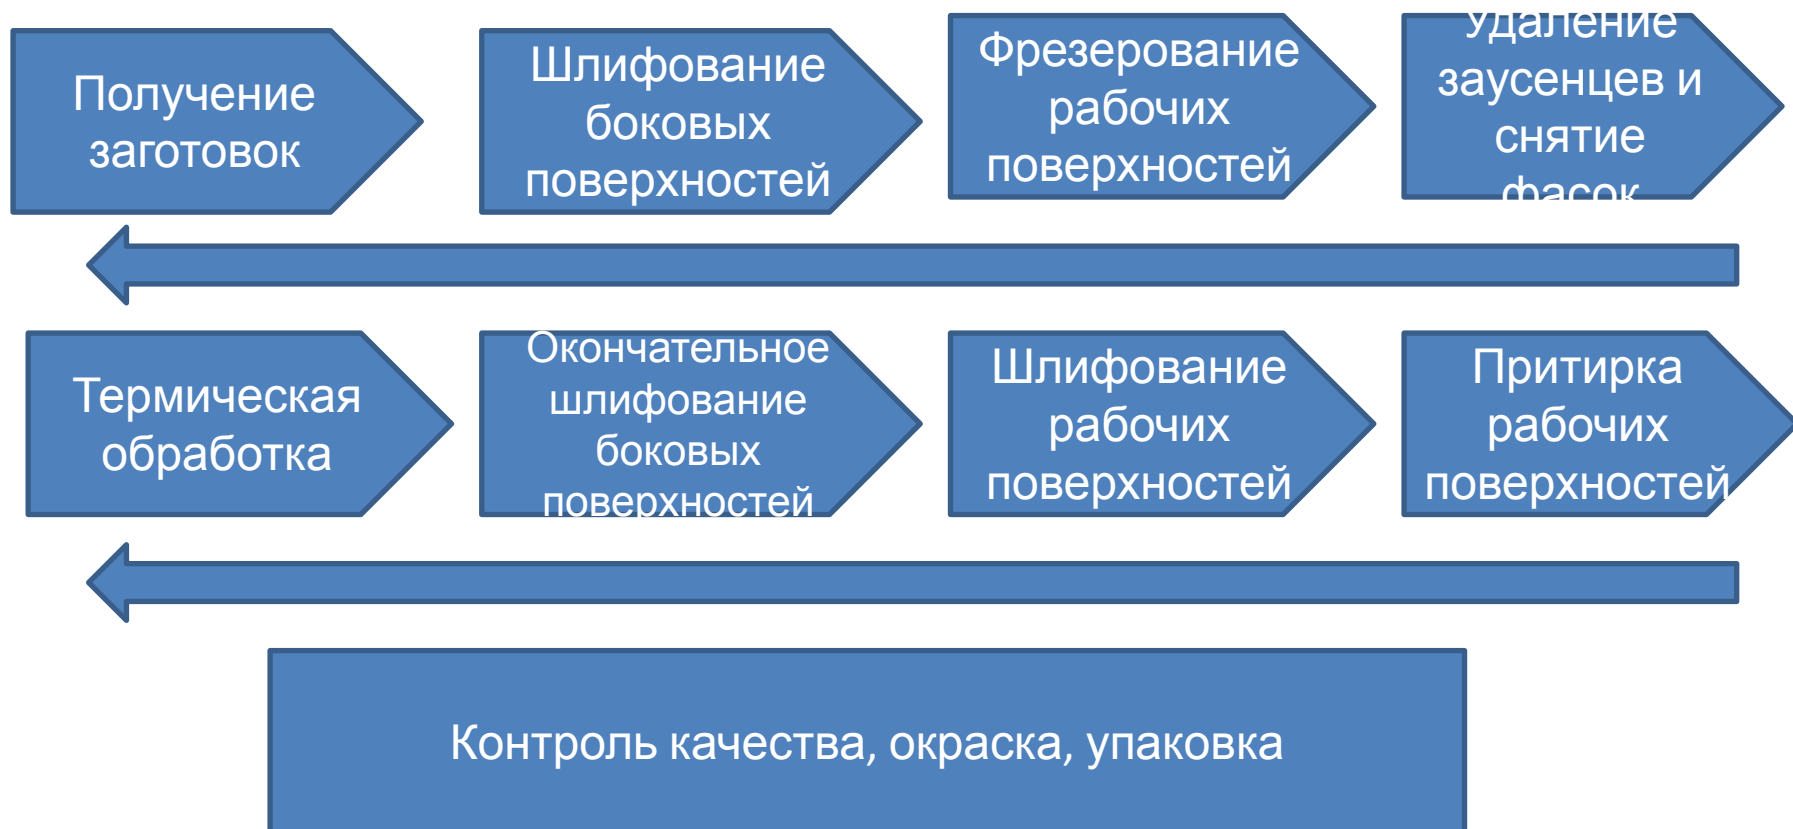 Получение
заготовок
Шлифование
боковых
поверхностей
Фрезерование
рабочих
поверхностей
Удаление
заусенцев и
снятие
фасок
Термическая
обработка
Окончательное
шлифование
боковых
поверхностей
Шлифование
рабочих
поверхностей
Притирка
рабочих
поверхностей
Контроль качества, окраска, упаковка